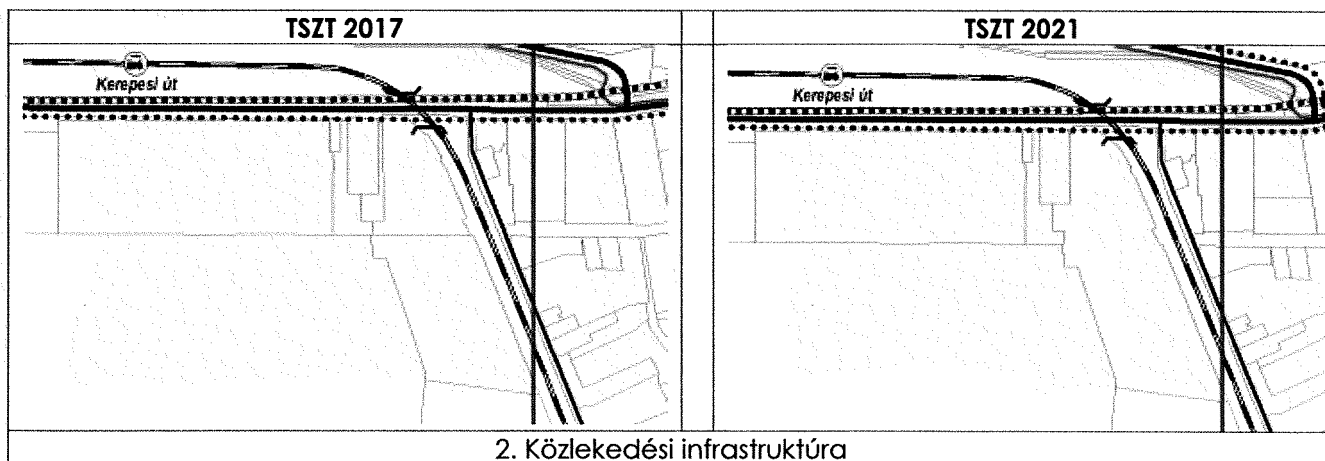 TSZT 2017
TSZT 2021
Kerepesi út
Kerepesi út
2. Közlekedési infrastruktúra